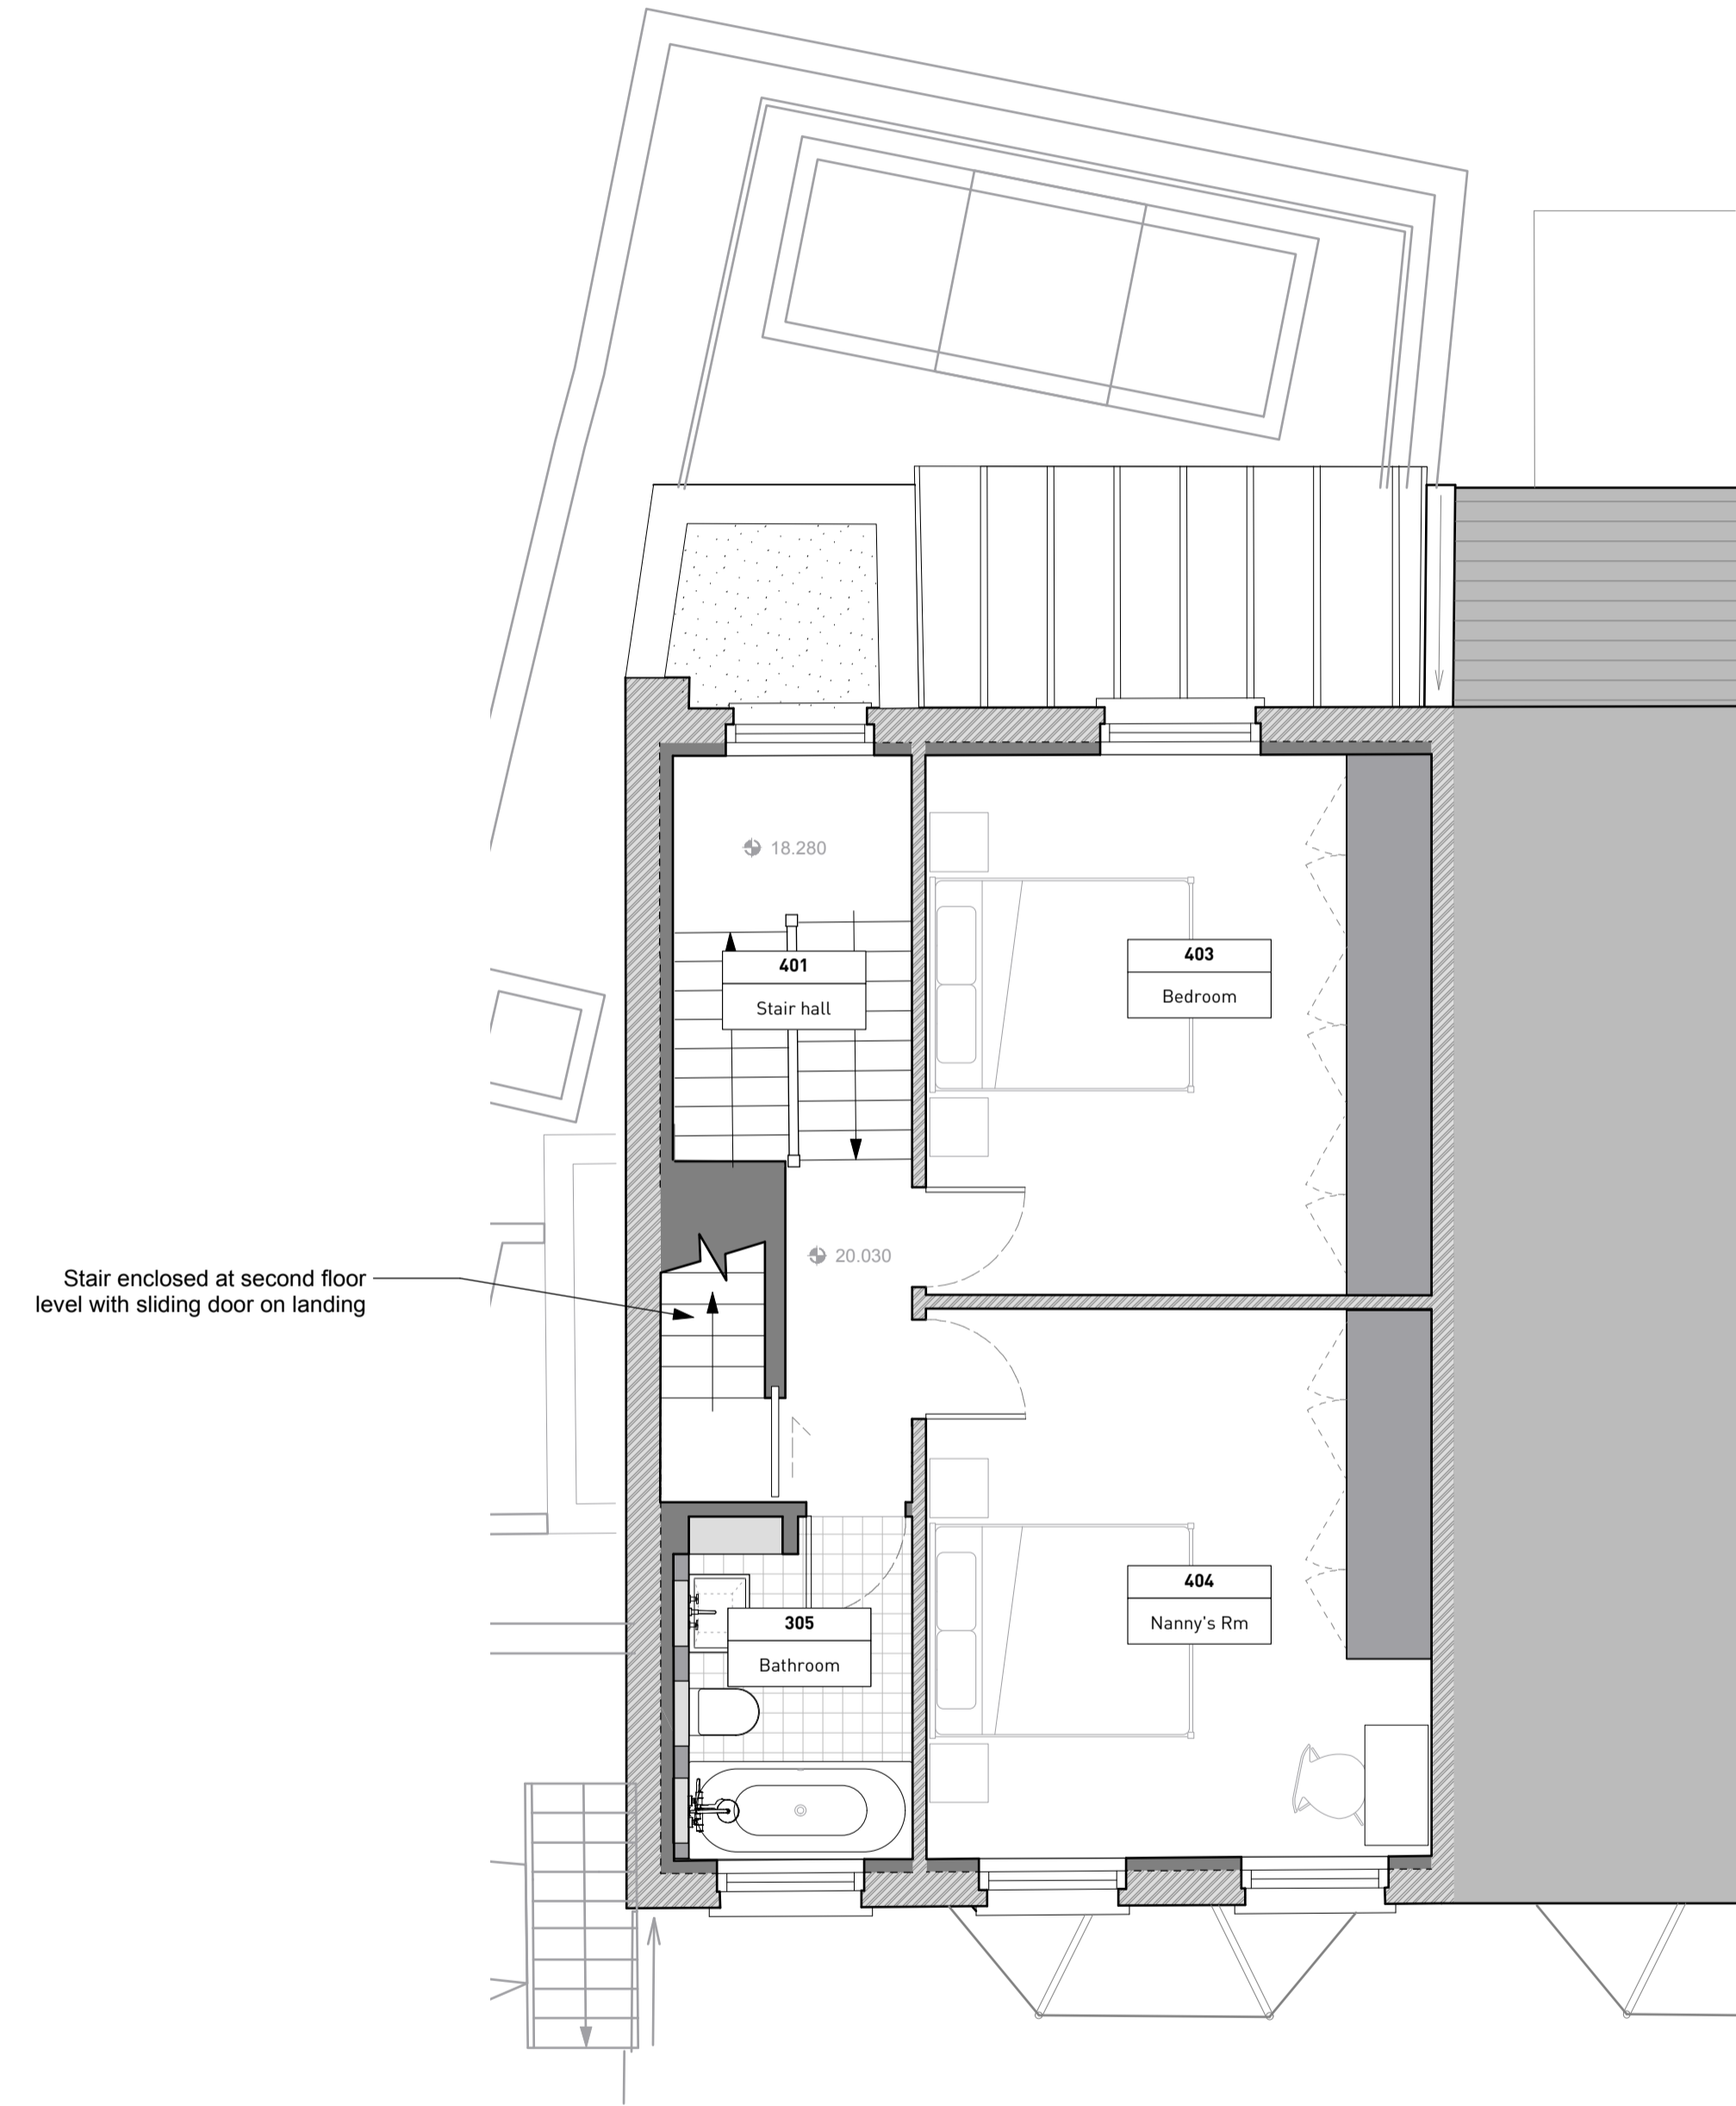 18.280
401
Stair hall
403
Bedroom
20.030
Stair enclosed at second floor
level with sliding door on landing
404
Nanny's Rm
305
Bathroom